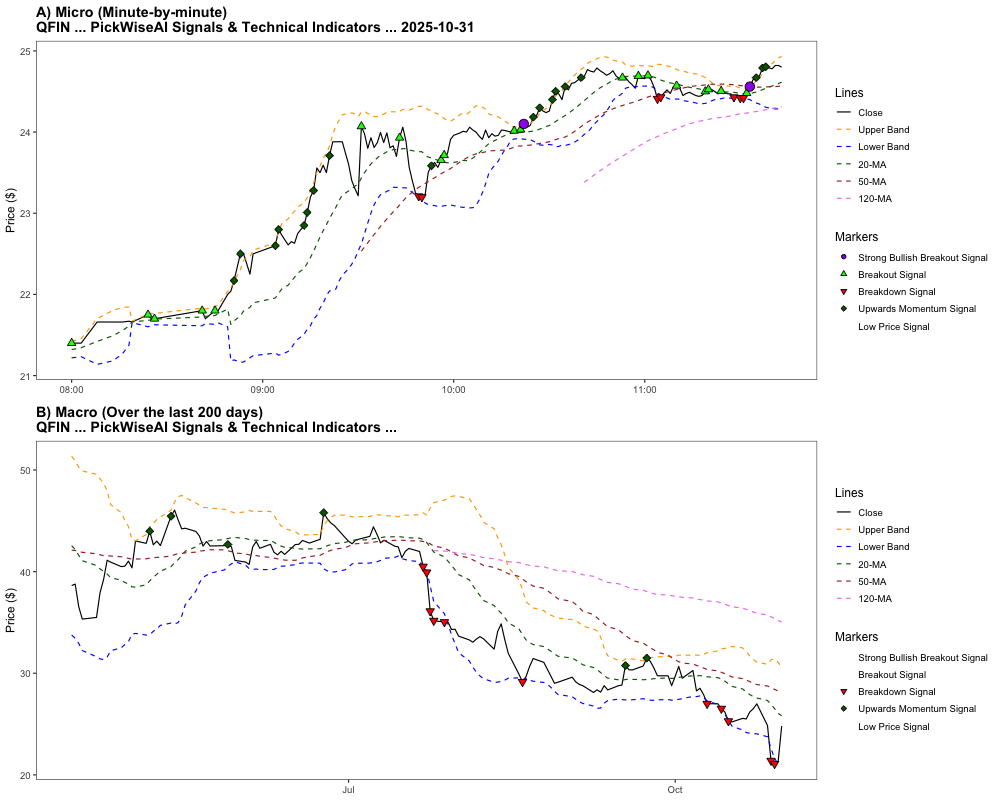 A) Micro (Minute-by-minute)
QFIN ... PickWiseAI Signals & Technical Indicators ... 2025-10-31
25
24
23
22
21
Price ($)
08:00
09:00
10:00
11:00
Lines
Close
Upper Band
Lower Band
20-MA
50-MA
120-MA
Markers
Strong Bullish Breakout Signal
Breakout Signal
Breakdown Signal
Upwards Momentum Signal
Low Price Signal
B) Macro (Over the last 200 days)
QFIN ... PickWiseAI Signals & Technical Indicators ...
50
40
30
20
Price ($)
Jul
Oct
Lines
Close
Upper Band
Lower Band
20-MA
50-MA
120-MA
Markers
Strong Bullish Breakout Signal
Breakout Signal
Breakdown Signal
Upwards Momentum Signal
Low Price Signal